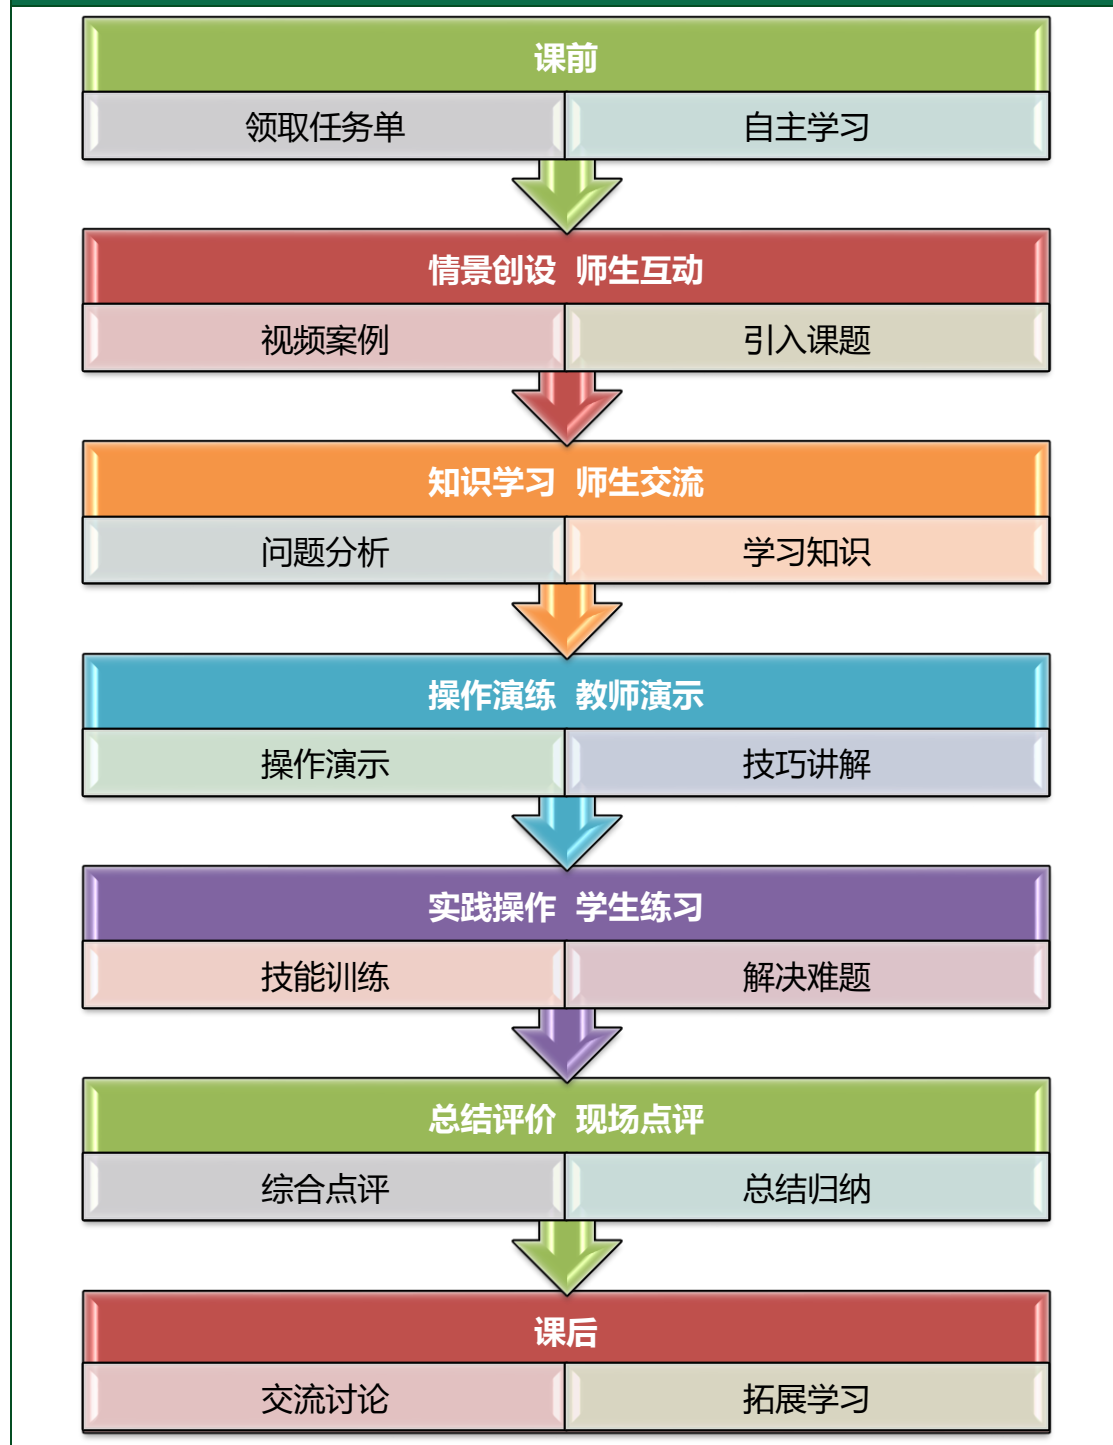 课前
领取任务单 自主学习
情景创设 师生互动
视频案例 引入课题
知识学习 师生交流
问题分析 学习知识
操作演练 教师演示
操作演示 技巧讲解
实践操作 学生练习
技能训练 解决难题
总结评价 现场点评
综合点评 总结归纳
课后
交流讨论 拓展学习